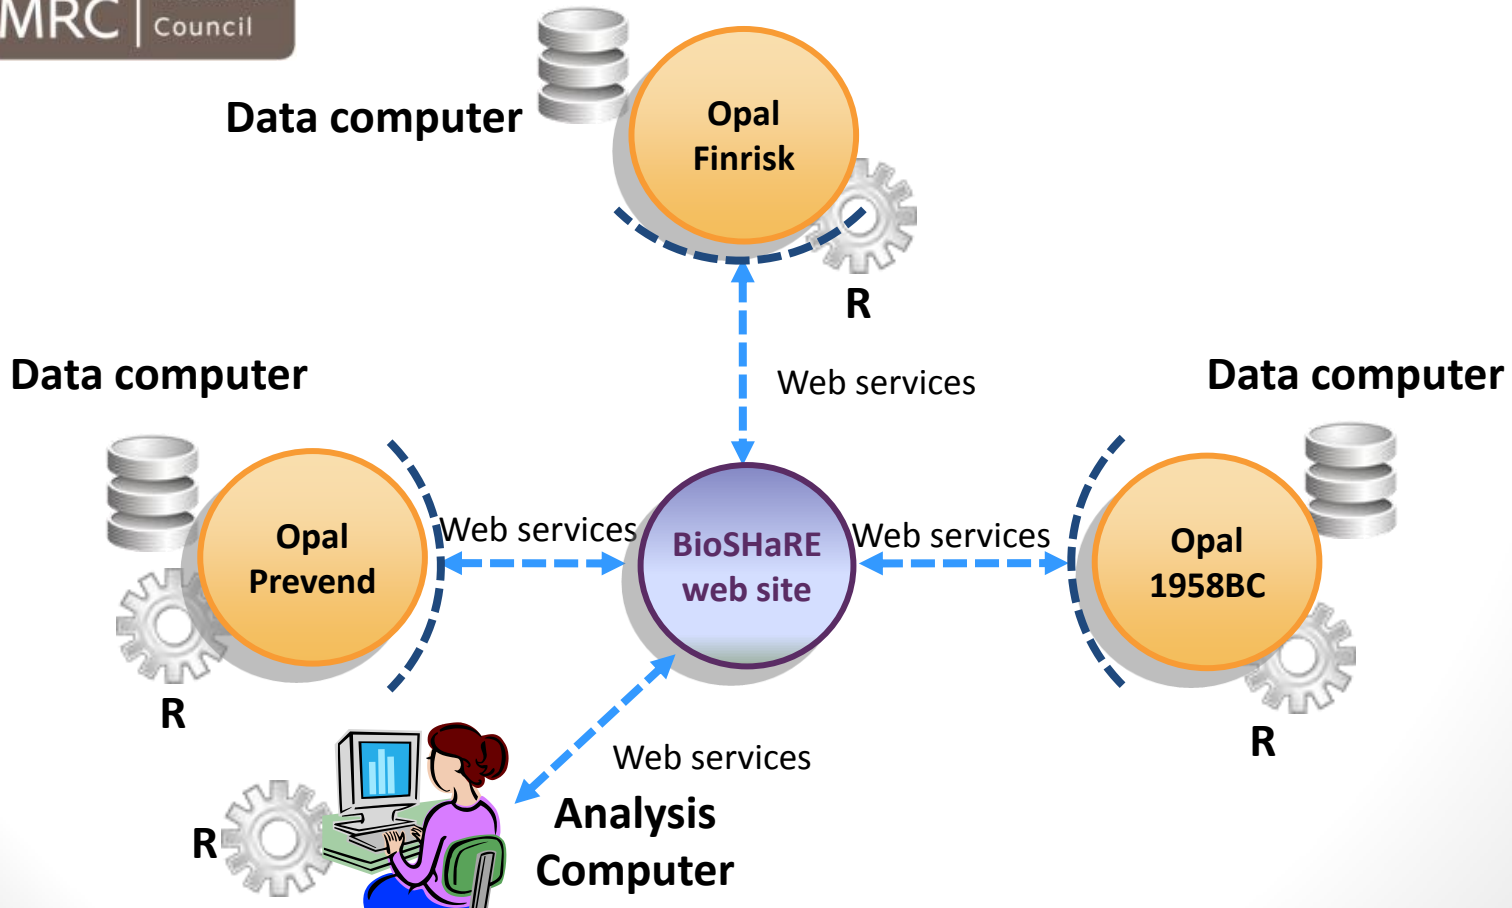 MRC
Council
Data computer
Opal
Finrisk
R
Data computer
Web services
Data computer
Opal
Prevend
Web services
BioSHaRE
web site
Web services
Opal
1958BC
R
R
Web services
R
Analysis
Computer